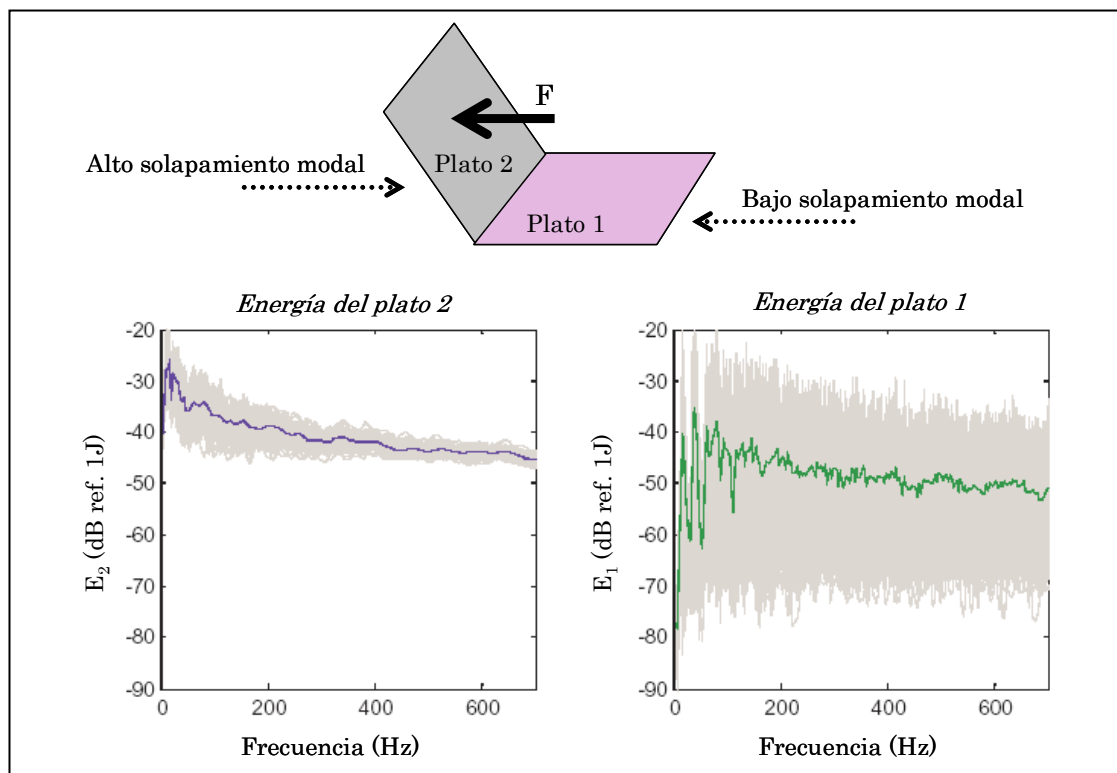 F
Alto solapamiento modal
Plato 2
Bajo solapamiento modal
Plato 1
Energía del plato 2
E2 (dB ref. 1J)
-20
-30
-40
-50
-60
-70
-80
-90
0 200 400 600
Frecuencia (Hz)
Energía del plato 1
E1 (dB ref. 1J)
-20
-30
-40
-50
-60
-70
-80
-90
0 200 400 600
Frecuencia (Hz)